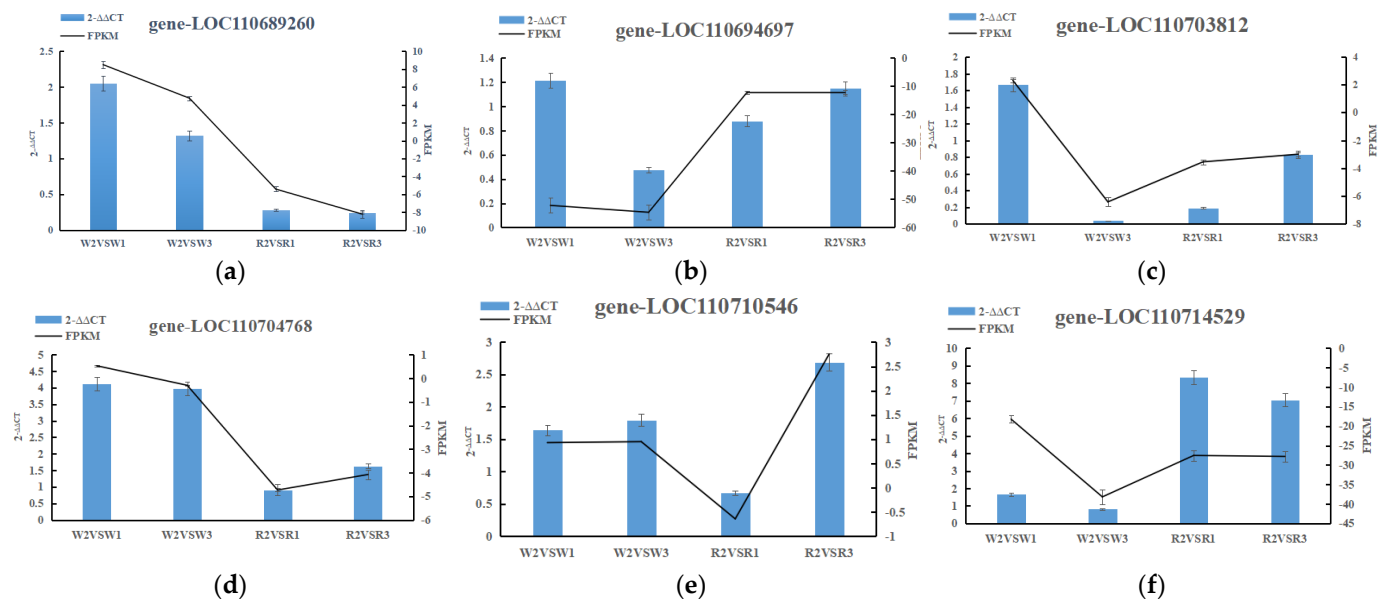 2-ΔΔCT
FPKM
gene-LOC110689260
2.5
2
1.5
1
0.5
0
2-ΔΔCT
10
8
6
4
2
0
-2
-4
-6
-8
-10
FPKM
W2VSW1 W2VSW3 R2VSR1 R2VSR3
(a)
2-ΔΔCT
FPKM
gene-LOC110694697
1.4
1.2
1
0.8
0.6
0.4
0.2
0
2-ΔΔCT
0
-10
-20
-30
-40
-50
-60
W2VSW1 W2VSW3 R2VSR1 R2VSR3
(b)
2-ΔΔCT
FPKM
gene-LOC110703812
2
1.8
1.6
1.4
1.2
1
0.8
0.6
0.4
0.2
0
2-ΔΔCT
4
2
0
-2
-4
-6
-8
FPKM
W2VSW1 W2VSW3 R2VSR1 R2VSR3
(c)
2-ΔΔCT
FPKM
gene-LOC110704768
5
4.5
4
3.5
3
2.5
2
1.5
1
0.5
0
2-ΔΔCT
1
0
-1
-2
-3
-4
-5
-6
FPKM
W2VSW1 W2VSW3 R2VSR1 R2VSR3
(d)
2-ΔΔCT
FPKM
gene-LOC110710546
3
2.5
2
1.5
1
0.5
0
2-ΔΔCT
3
2.5
2
1.5
1
0.5
0
-0.5
-1
FPKM
W2VSW1 W2VSW3 R2VSR1 R2VSR3
(e)
2-ΔΔCT
FPKM
gene-LOC110714529
10
9
8
7
6
5
4
3
2
1
0
2-ΔΔCT
0
-5
-10
-15
-20
-25
-30
-35
-40
-45
FPKM
W2VSW1 W2VSW3 R2VSR1 R2VSR3
(f)